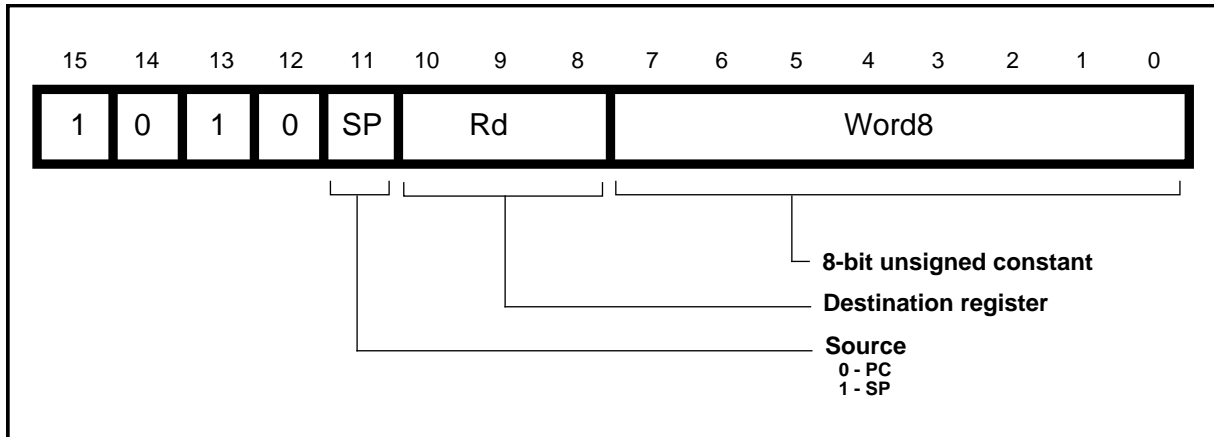 15 14 13 12 11 10 9 8 7 6 5 4 3 2 1 0
1 0 1 0 SP Rd Word8
8-bit unsigned constant
Destination register
Source
0 - PC
1 - SP